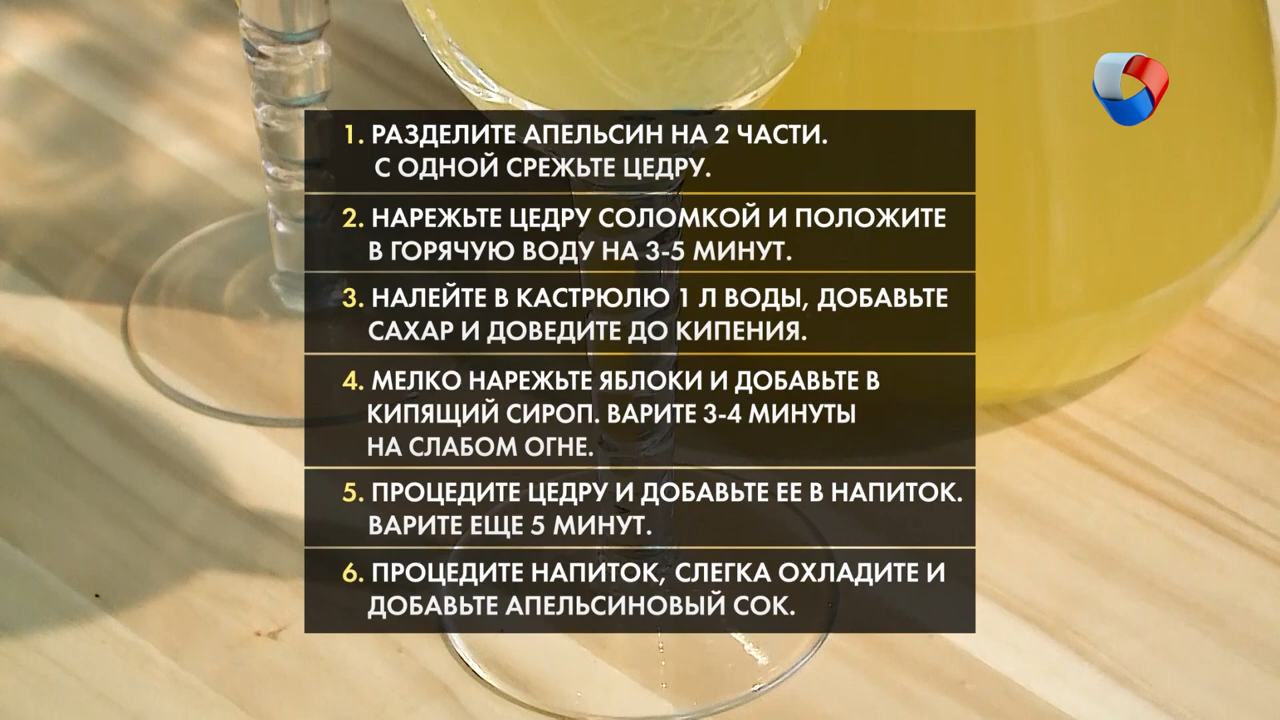 1. РАЗДЕЛИТЕ АПЕЛЬСИН НА 2 ЧАСТИ.
С ОДНОЙ СРЕЖЬТЕ ЦЕДРУ.
2. НАРЕЖЬТЕ ЦЕДРУ СОЛОМКОЙ И ПОЛОЖИТЕ
В ГОРЯЧУЮ ВОДУ НА 3-5 МИНУТ.
3. НАЛЕЙТЕ В КАСТРЮЛЮ 1 Л ВОДЫ, ДОБАВЬТЕ
САХАР И ДОВЕДИТЕ ДО КИПЕНИЯ.
4. МЕЛКО НАРЕЖЬТЕ ЯБЛОКИ И ДОБАВЬТЕ В
КИПЯЩИЙ СИРОП. ВАРИТЕ 3-4 МИНУТЫ
НА СЛАБОМ ОГНЕ.
5. ПРОЦЕДИТЕ ЦЕДРУ И ДОБАВЬТЕ ЕЕ В НАПИТОК.
ВАРИТЕ ЕЩЕ 5 МИНУТ.
6. ПРОЦЕДИТЕ НАПИТОК, СЛЕГКА ОХЛАДИТЕ И
ДОБАВЬТЕ АПЕЛЬСИНОВЫЙ СОК.